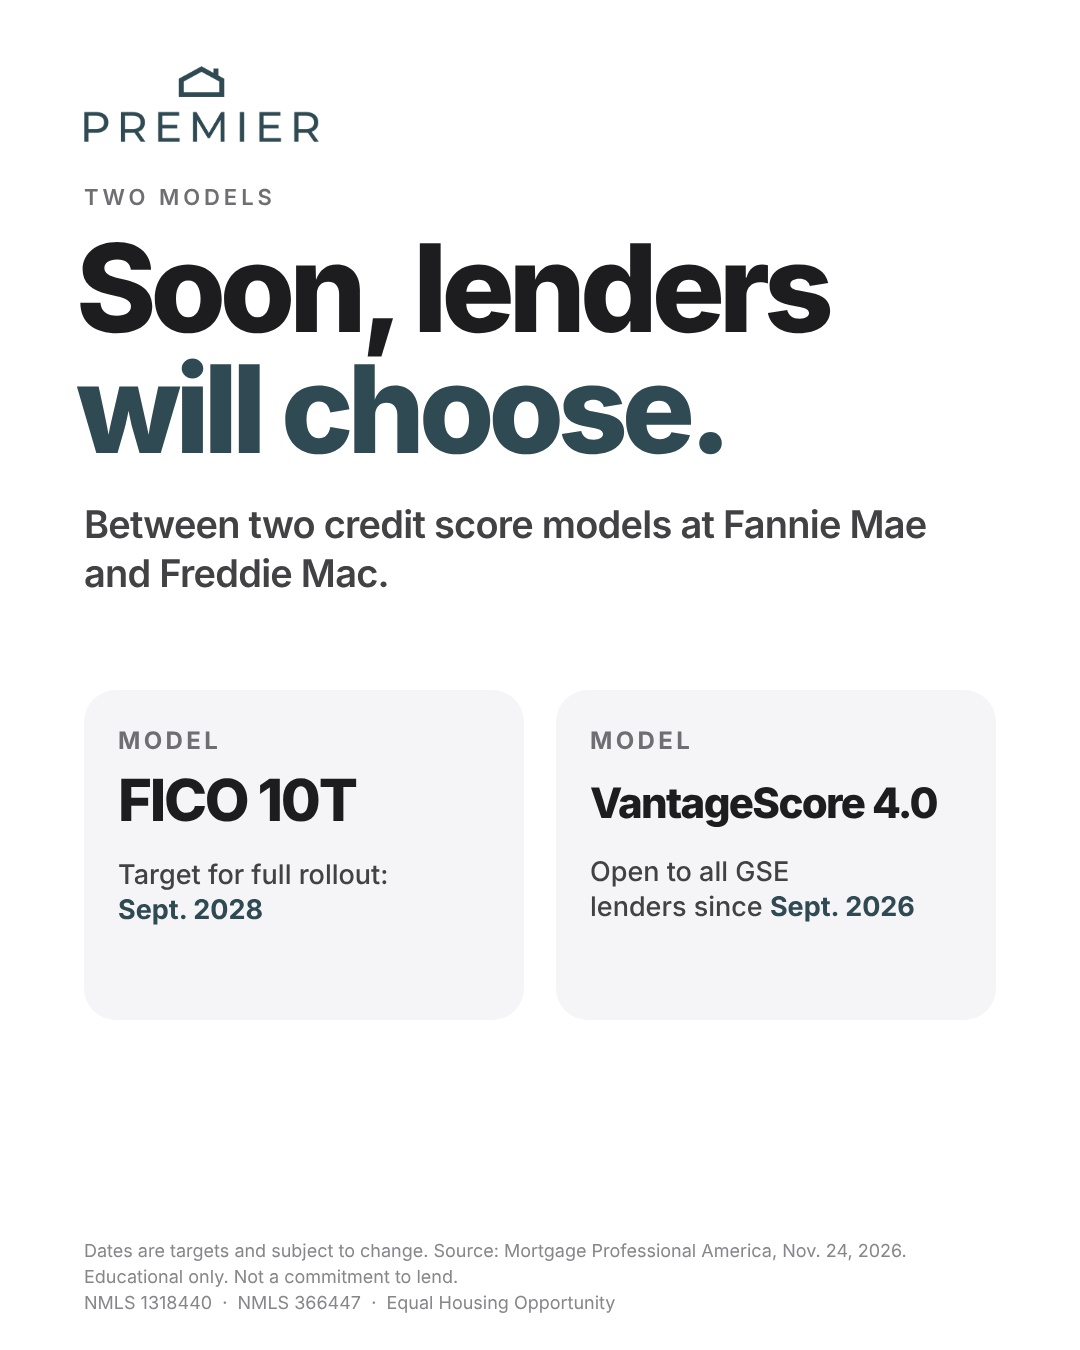 PREMIER
TWO MODELS
Soon, lenders
will choose.
Between two credit score models at Fannie Mae
and Freddie Mac.
MODEL
FICO 10T
Target for full rollout:
Sept. 2028
MODEL
VantageScore 4.0
Open to all GSE
lenders since Sept. 2026
Dates are targets and subject to change. Source: Mortgage Professional America, Nov. 24, 2026.
Educational only. Not a commitment to lend.
NMLS 1318440 · NMLS 366447 · Equal Housing Opportunity